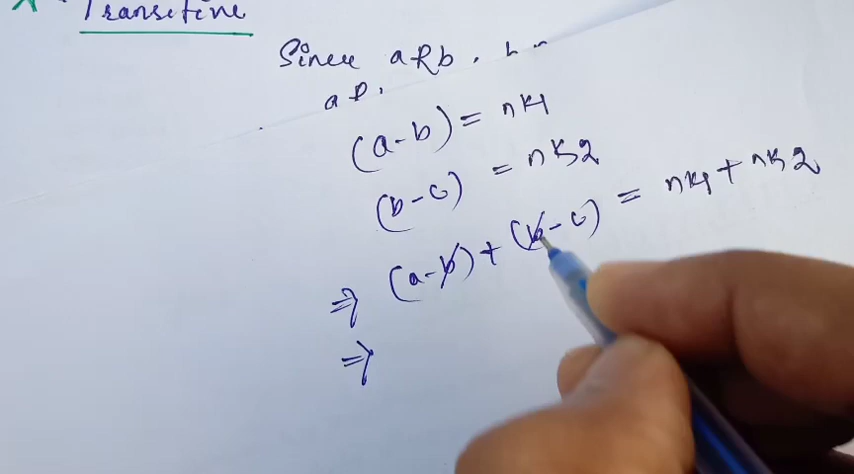 Transitive
Since aRb,
(a-b) = nk1
(b-c) = nk2
⇒ (a-b) + (b-c) = nk1 + nk2
⇒